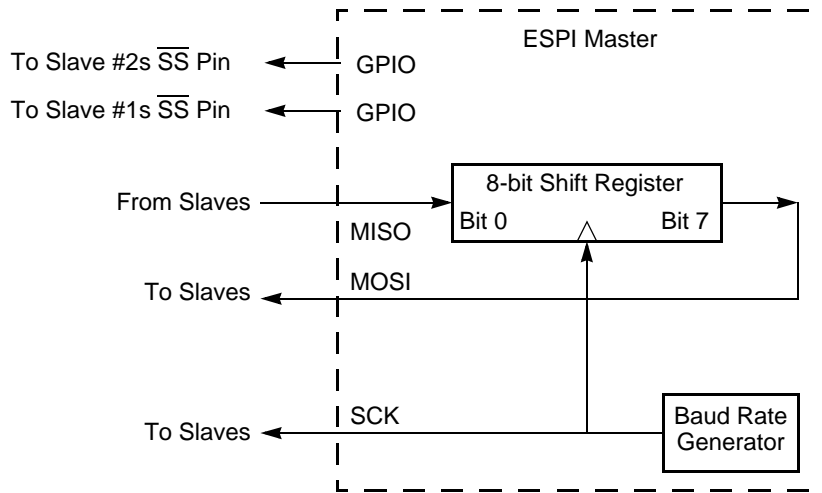 ESPI Master
To Slave #2s SS Pin
GPIO
To Slave #1s SS Pin
GPIO
8-bit Shift Register
From Slaves
Bit 0
Bit 7
MISO
MOSI
To Slaves
SCK
Baud Rate
Generator
To Slaves